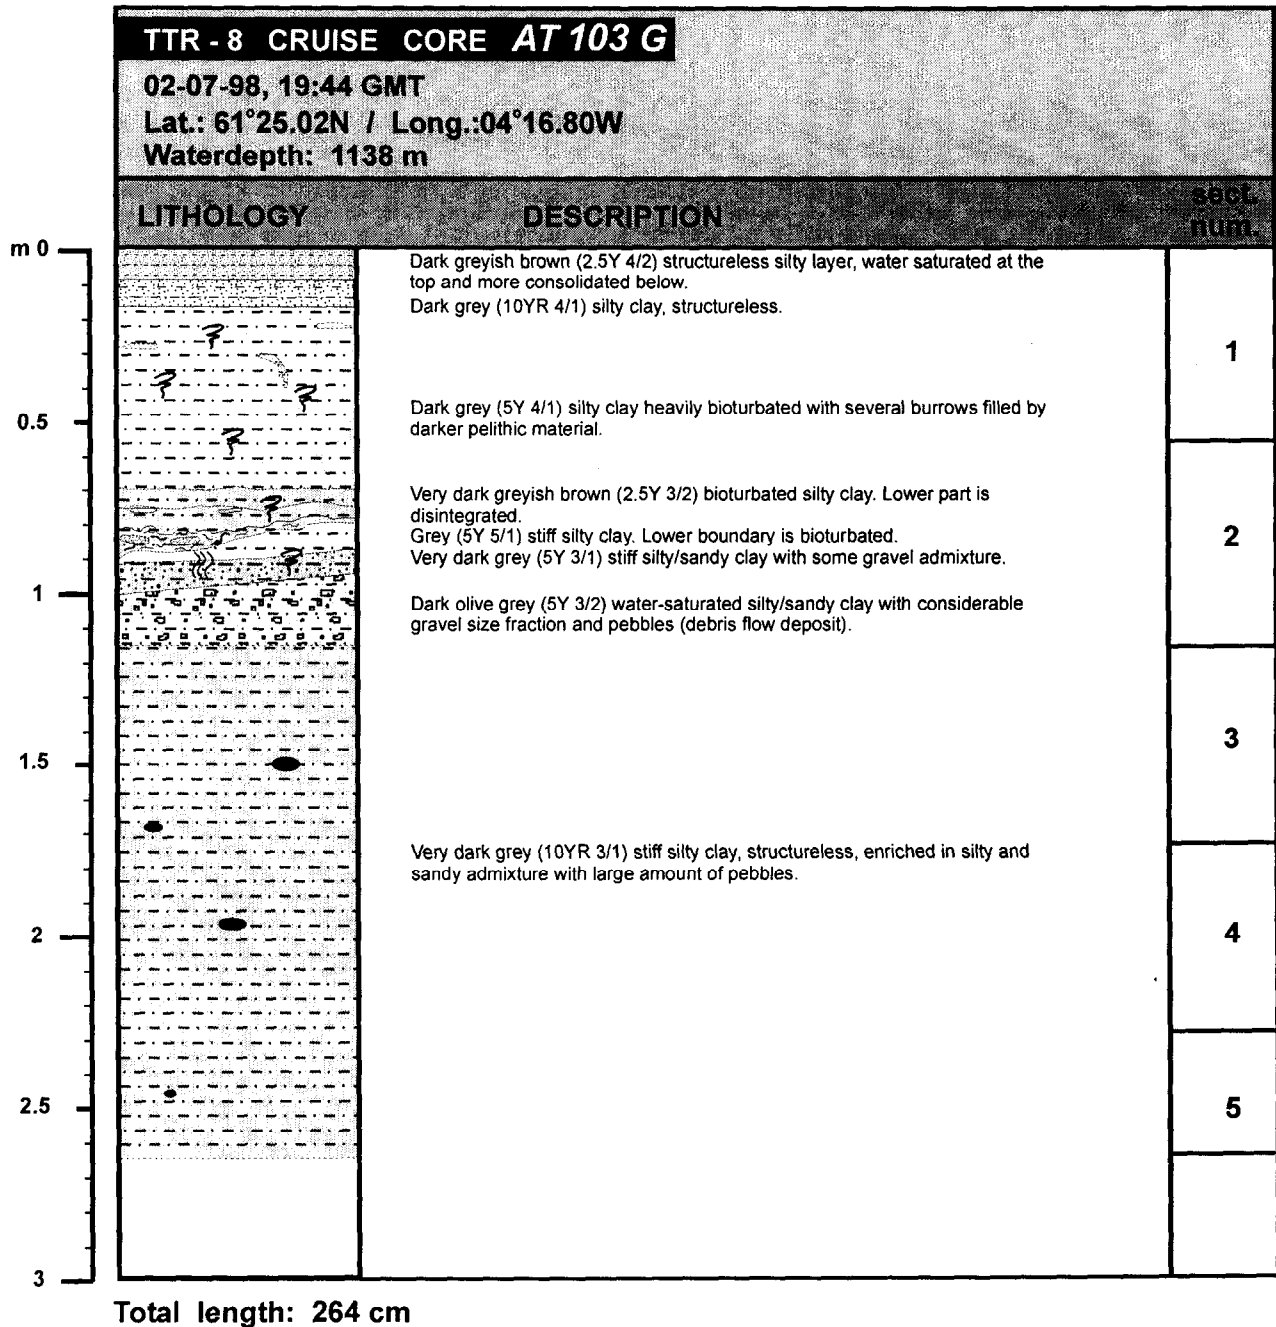 TTR - 8 CRUISE CORE AT 103 G
02-07-98, 19:44 GMT
Lat.: 61°25.02N / Long.:04°16.80W
Waterdepth: 1138 m
LITHOLOGY DESCRIPTION sect. num.
m 0
Dark greyish brown (2.5Y 4/2) structureless silty layer, water saturated at the
top and more consolidated below.
Dark grey (10YR 4/1) silty clay, structureless.
1
Dark grey (5Y 4/1) silty clay heavily bioturbated with several burrows filled by
darker pelithic material.
0.5
Very dark greyish brown (2.5Y 3/2) bioturbated silty clay. Lower part is
disintegrated.
Grey (5Y 5/1) stiff silty clay. Lower boundary is bioturbated.
2
Very dark grey (5Y 3/1) stiff silty/sandy clay with some gravel admixture.
1
Dark olive grey (5Y 3/2) water-saturated silty/sandy clay with considerable
gravel size fraction and pebbles (debris flow deposit).
3
1.5
Very dark grey (10YR 3/1) stiff silty clay, structureless, enriched in silty and
sandy admixture with large amount of pebbles.
4
2
2.5
5
3
Total length: 264 cm